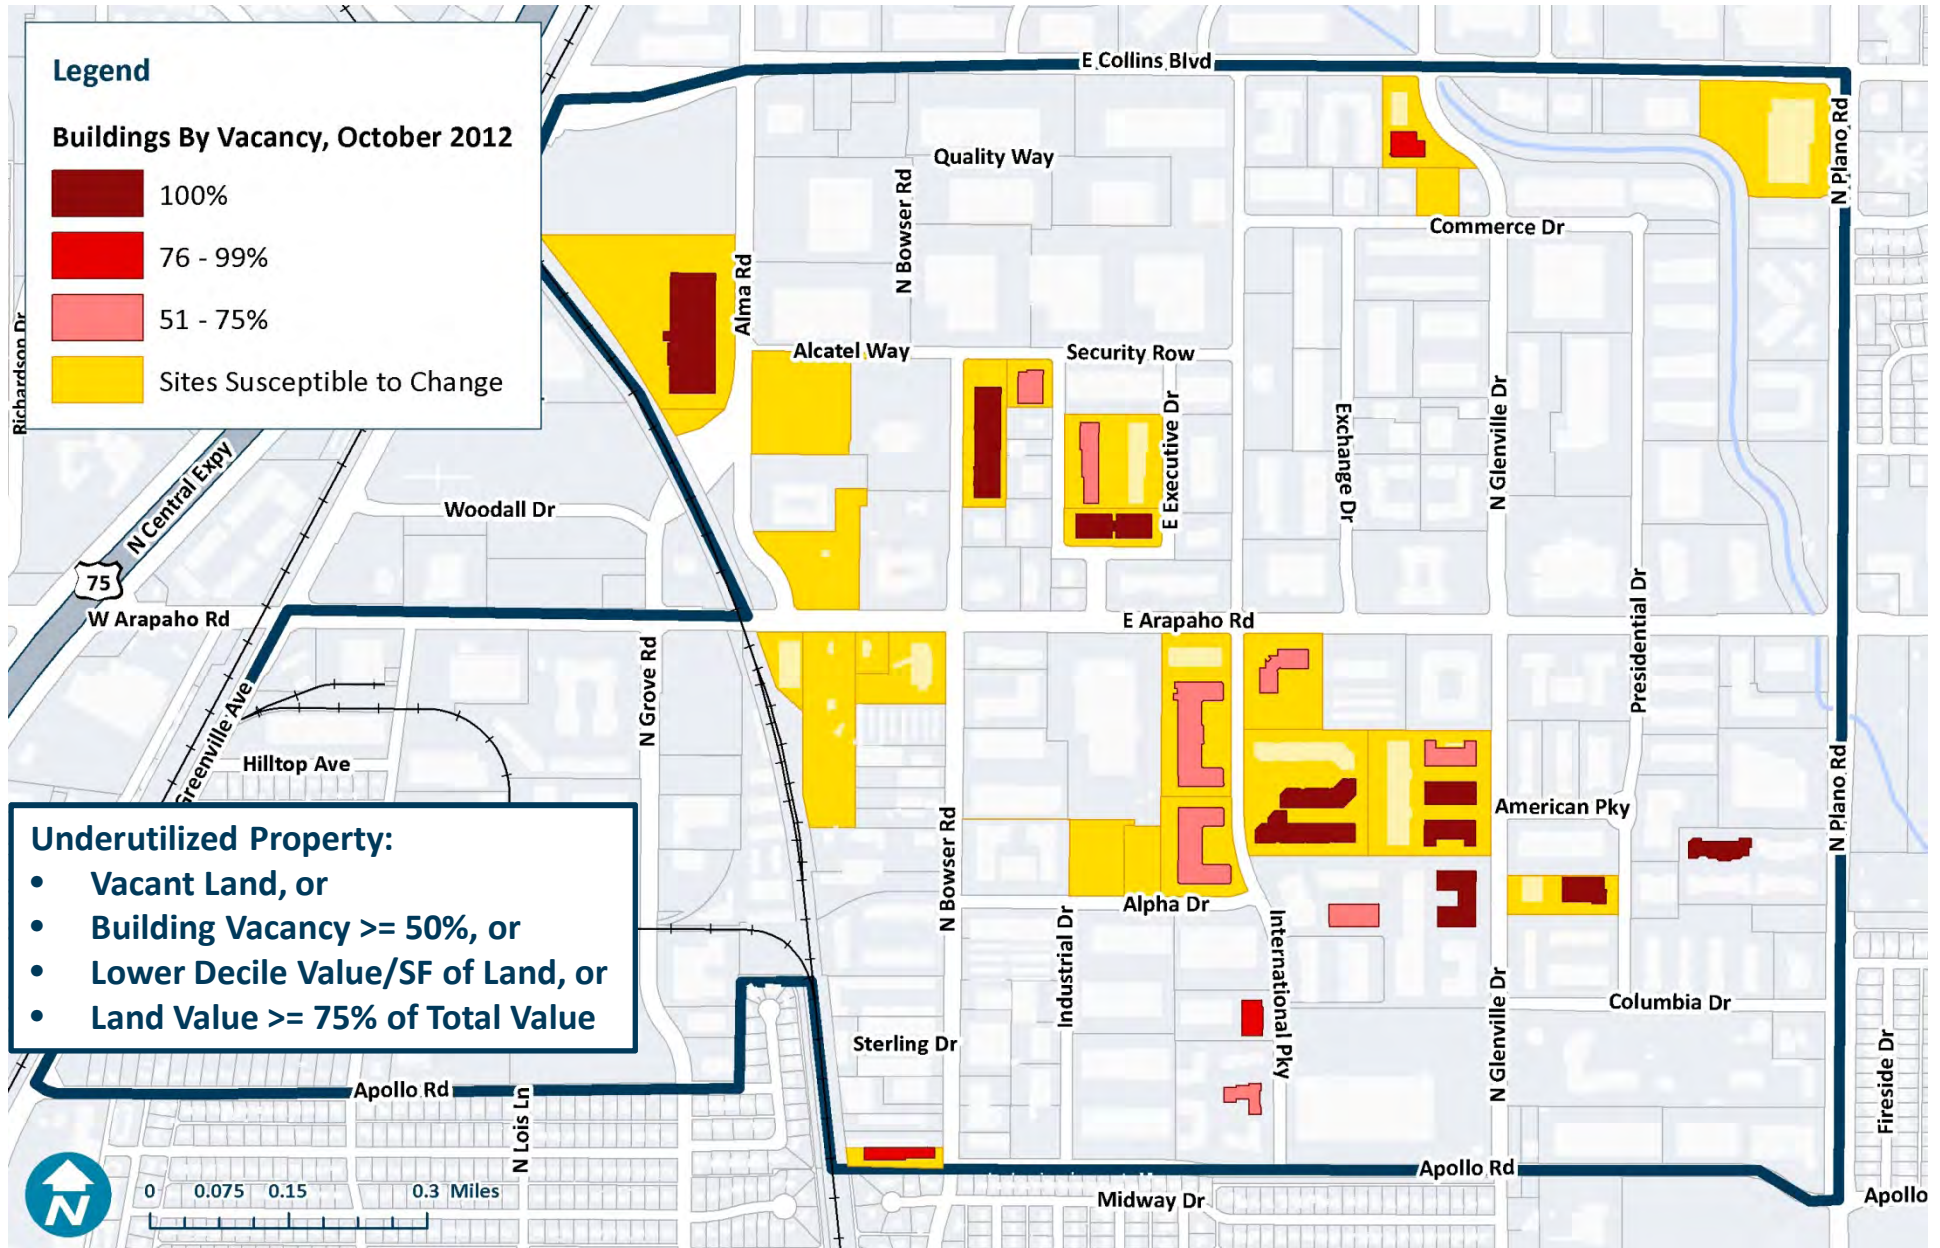 Legend
Buildings By Vacancy, October 2012
100%
76 - 99%
51 - 75%
Sites Susceptible to Change
E Collins Blvd
N Plano Rd
Quality Way
N Bowser Rd
Commerce Dr
Alma Rd
Richardson Dr
Alcatel Way
Security Row
E Executive Dr
Exchange Dr
N Glenville Dr
N Central Expy
Woodall Dr
75
W Arapaho Rd
E Arapaho Rd
Presidential Dr
N Grove Rd
Greenville Ave
Hilltop Ave
American Pky
N Plano Rd
N Bowser Rd
Underutilized Property:
• Vacant Land, or
• Building Vacancy >= 50%, or
• Lower Decile Value/SF of Land, or
• Land Value >= 75% of Total Value
Alpha Dr
Industrial Dr
International Pky
N Glenville Dr
Columbia Dr
Sterling Dr
Fireside Dr
Apollo Rd
N Lois Ln
Apollo Rd
Midway Dr
Apollo
N
0 0.075 0.15 0.3 Miles